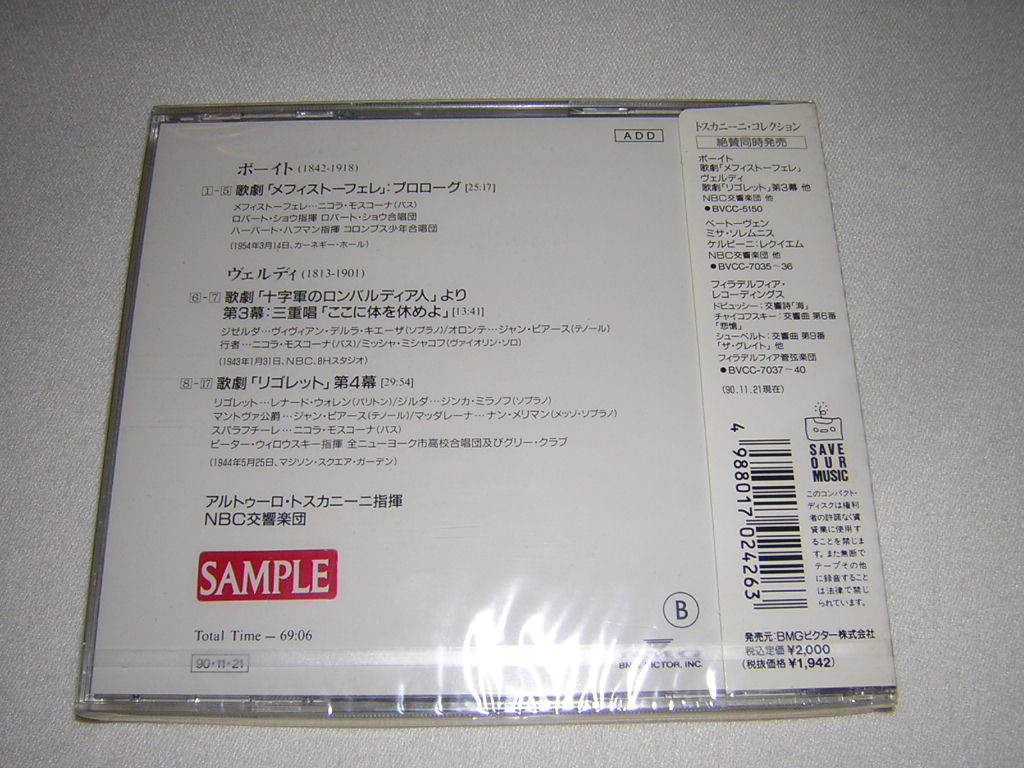 ADD
ボーイト (1842-1918)
1-5 歌劇「メフィストーフェレ」:プロローグ [25:17]
メフィストーフェレ…ニコラ・モスコーナ(バス)
ロバート・ショウ指揮 ロバート・ショウ合唱団
ハーバート・ハフマン指揮 コロンブス少年合唱団
(1954年3月14日、カーネギー・ホール)
ヴェルディ (1813-1901)
6-7 歌劇「十字軍のロンバルディア人」より
第3幕:三重唱「ここに体を休めよ」[13:41]
ジゼルダ…ヴィヴィアン・デルラ・キエーザ(ソプラノ)/オロンテ…ジャン・ピアース(テノール)
行者…ニコラ・モスコーナ(バス)/ミッシャ・ミシャコフ(ヴァイオリン・ソロ)
(1943年1月31日、NBC、8Hスタジオ)
8-17 歌劇「リゴレット」第4幕 [29:54]
リゴレット…レナード・ウォレン(バリトン)/ジルダ…ジンカ・ミラノフ(ソプラノ)
マントヴァ公爵…ジャン・ピアース(テノール)/マッダレーナ…ナン・メリマン(メッゾ・ソプラノ)
スパラフチーレ…ニコラ・モスコーナ(バス)
ピーター・ウィロウスキー指揮 全ニューヨーク市高校合唱団及びグリー・クラブ
(1944年5月25日、マジソン・スクエア・ガーデン)
アルトゥーロ・トスカニーニ指揮
NBC交響楽団
SAMPLE
B
Total Time — 69:06
90・11・21
BMG VICTOR, INC.
トスカニーニ・コレクション
絶賛同時発売
ボーイト
歌劇「メフィストーフェレ」
ヴェルディ
歌劇「リゴレット」第3幕 他
NBC交響楽団 他
●BVCC-5150
ベートーヴェン
ミサ・ソレムニス
ケルビーニ:レクイエム
NBC交響楽団 他
●BVCC-7035〜36
フィラデルフィア・
レコーディングス
ドビュッシー:交響詩「海」
チャイコフスキー:交響曲 第6番
「悲愴」
シューベルト:交響曲 第9番
「ザ・グレイト」他
フィラデルフィア管弦楽団
●BVCC-7037〜40
(90.11.21現在)
SAVE
OUR
MUSIC
このコンパクト・
ディスクは権利
者の許諾なく賃
貸業に使用す
ることを禁じま
す。また無断で
テープその他
に録音すること
は法律で禁じ
られています。
4 988017 024263
発売元:BMGビクター株式会社
税込定価¥2,000
(税抜価格¥1,942)